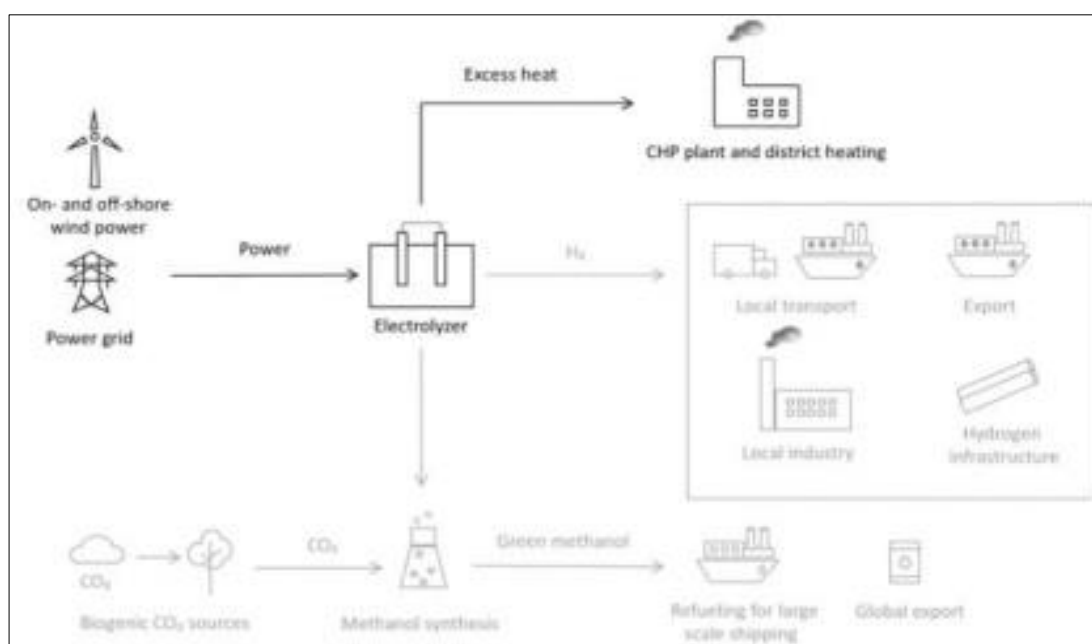 Excess heat
CHP plant and district heating
On- and off-shore
wind power
Power
H₂
Power grid
Electrolyzer
Local transport
Export
Local industry
Hydrogen
infrastructure
CO₂
CO₂
Green methanol
Biogenic CO₂ sources
Methanol synthesis
Refueling for large
scale shipping
Global export